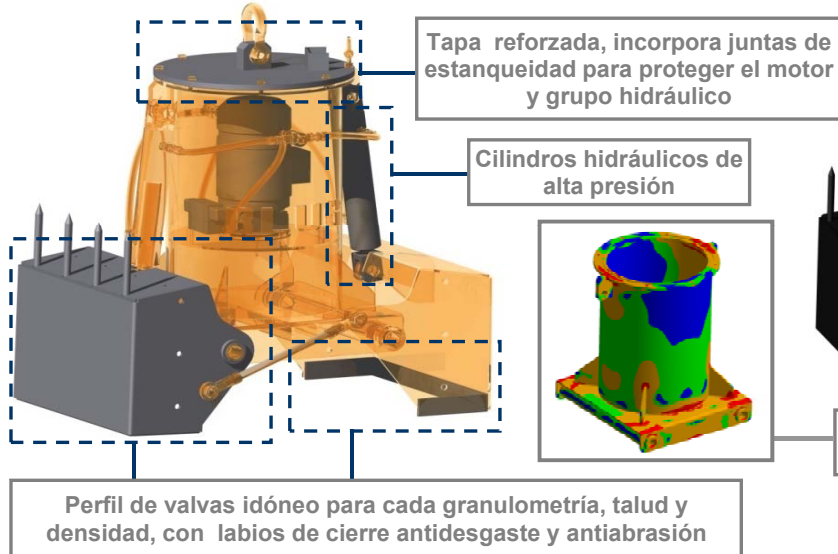 Tapa reforzada, incorpora juntas de
estanqueidad para proteger el motor
y grupo hidráulico
Cilindros hidráulicos de
alta presión
Perfil de valvas idóneo para cada granulometría, talud y
densidad, con labios de cierre antidesgaste y antiabrasión